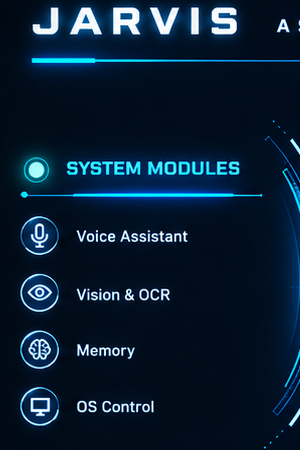 JARVIS
SYSTEM MODULES
Voice Assistant
Vision & OCR
Memory
OS Control